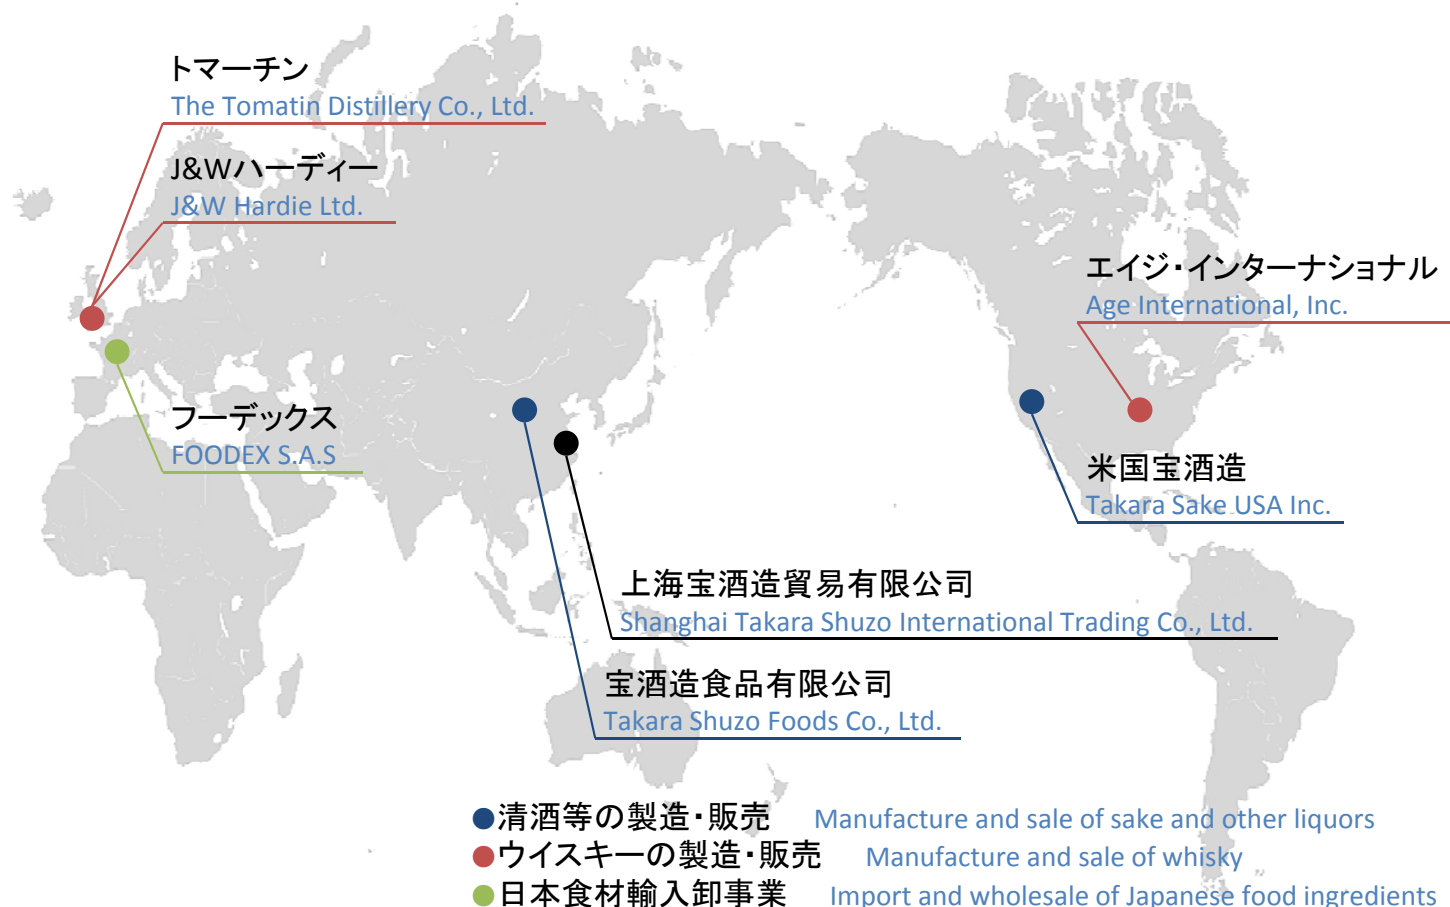 トマーチン
The Tomatin Distillery Co., Ltd.
J&Wハーディー
J&W Hardie Ltd.
エイジ・インターナショナル
Age International, Inc.
フーデックス
FOODEX S.A.S
米国宝酒造
Takara Sake USA Inc.
上海宝酒造貿易有限公司
Shanghai Takara Shuzo International Trading Co., Ltd.
宝酒造食品有限公司
Takara Shuzo Foods Co., Ltd.
●清酒等の製造・販売 Manufacture and sale of sake and other liquors
●ウイスキーの製造・販売 Manufacture and sale of whisky
●日本食材輸入卸事業 Import and wholesale of Japanese food ingredients